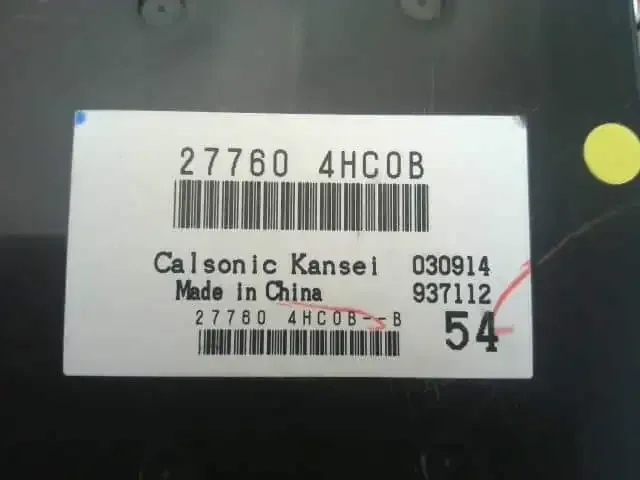 27760 4HC0B
Calsonic Kansei 030914
Made in China 937112
27760 4HC0B--B 54